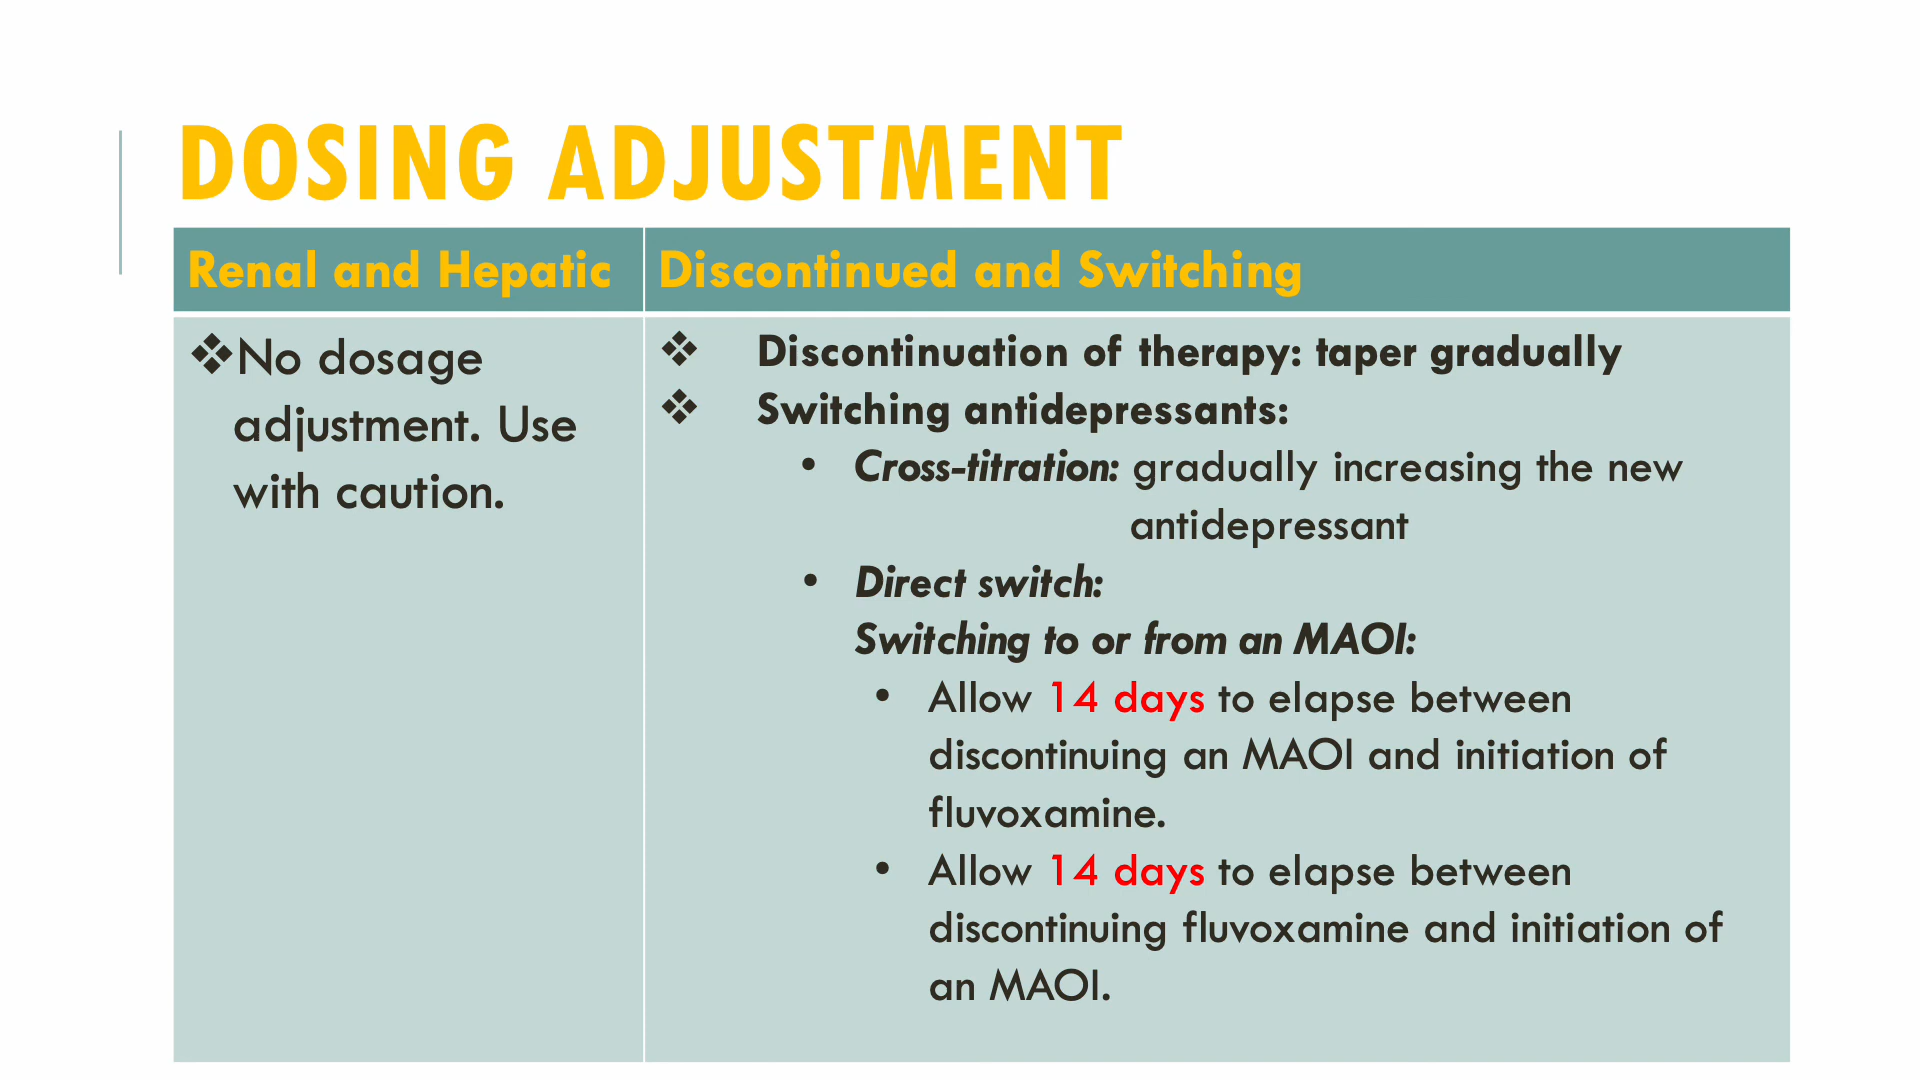 DOSING ADJUSTMENT
Renal and Hepatic
❖No dosage
adjustment. Use
with caution.
Discontinued and Switching
❖ Discontinuation of therapy: taper gradually
❖ Switching antidepressants:
• Cross-titration: gradually increasing the new
antidepressant
• Direct switch:
Switching to or from an MAOI:
• Allow 14 days to elapse between
discontinuing an MAOI and initiation of
fluvoxamine.
• Allow 14 days to elapse between
discontinuing fluvoxamine and initiation of
an MAOI.